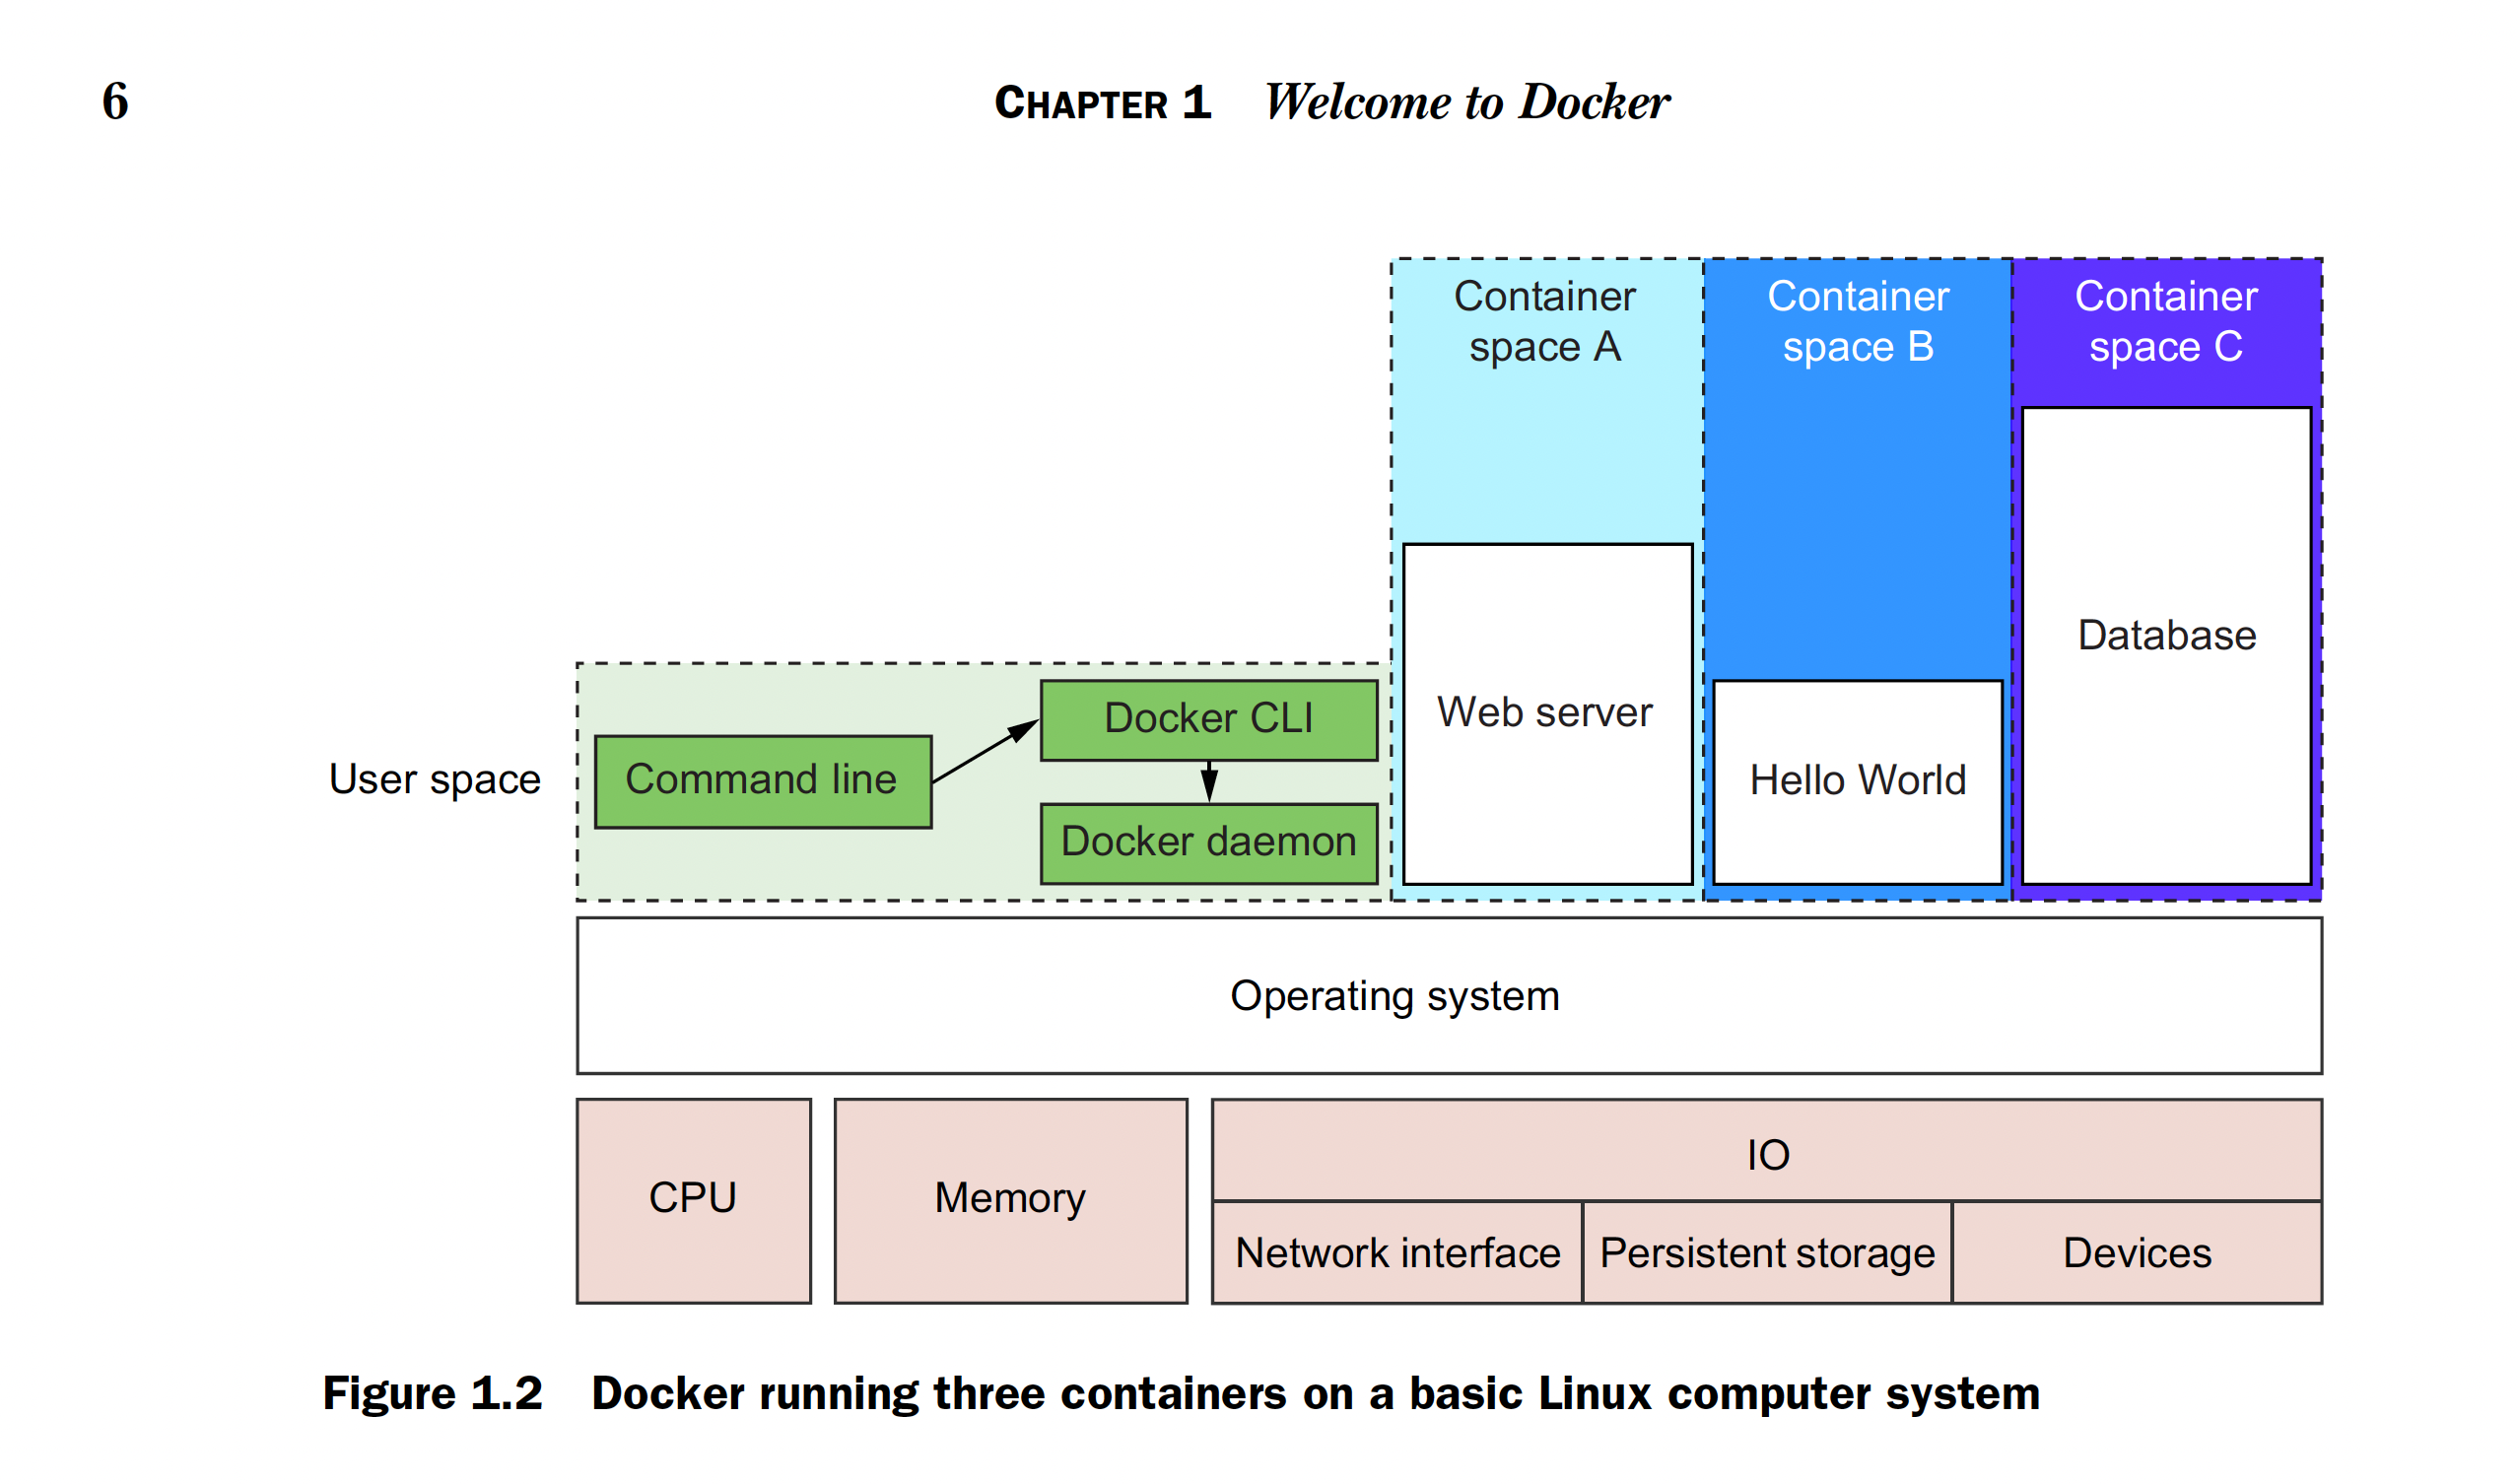 6
CHAPTER 1 Welcome to Docker
Container
space A
Container
space B
Container
space C
Database
Web server
Hello World
User space
Command line
Docker CLI
Docker daemon
Operating system
CPU
Memory
IO
Network interface
Persistent storage
Devices
Figure 1.2 Docker running three containers on a basic Linux computer system